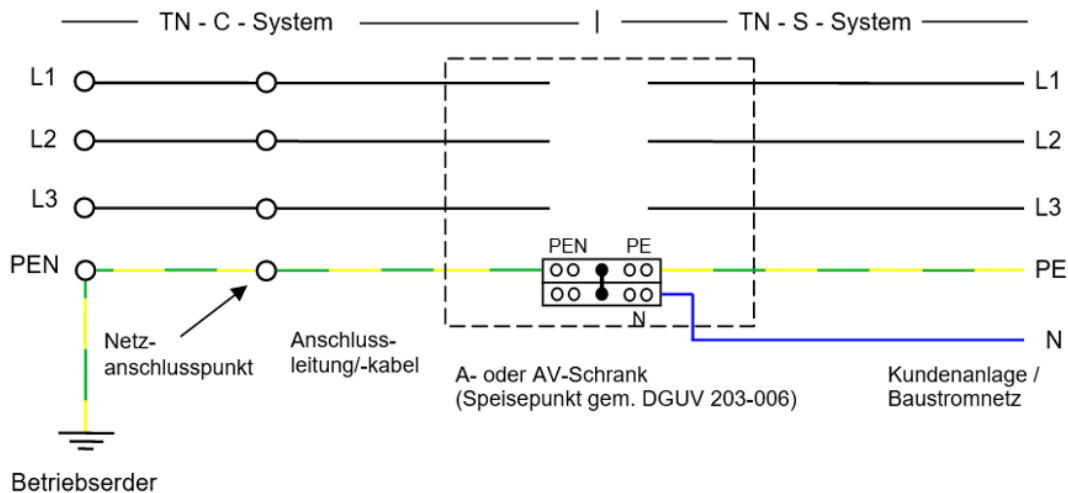 TN - C - System
TN - S - System
L1
L1
L2
L2
L3
L3
PEN
PEN
PE
PE
N
N
Netz-
anschlusspunkt
Anschluss-
leitung/-kabel
A- oder AV-Schrank
(Speisepunkt gem. DGUV 203-006)
Kundenanlage /
Baustromnetz
Betriebserder